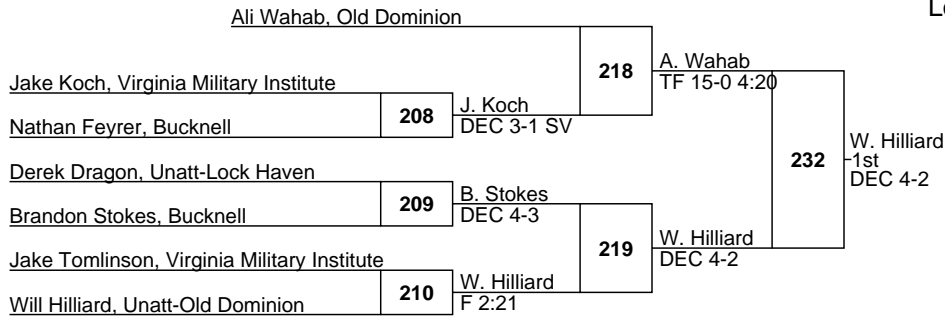 Ali Wahab, Old Dominion
218
A. Wahab
TF 15-0 4:20
Jake Koch, Virginia Military Institute
208
J. Koch
DEC 3-1 SV
Nathan Feyrer, Bucknell
232
W. Hilliard
1st
DEC 4-2
Derek Dragon, Unatt-Lock Haven
209
B. Stokes
DEC 4-3
Brandon Stokes, Bucknell
219
W. Hilliard
DEC 4-2
Jake Tomlinson, Virginia Military Institute
210
W. Hilliard
F 2:21
Will Hilliard, Unatt-Old Dominion